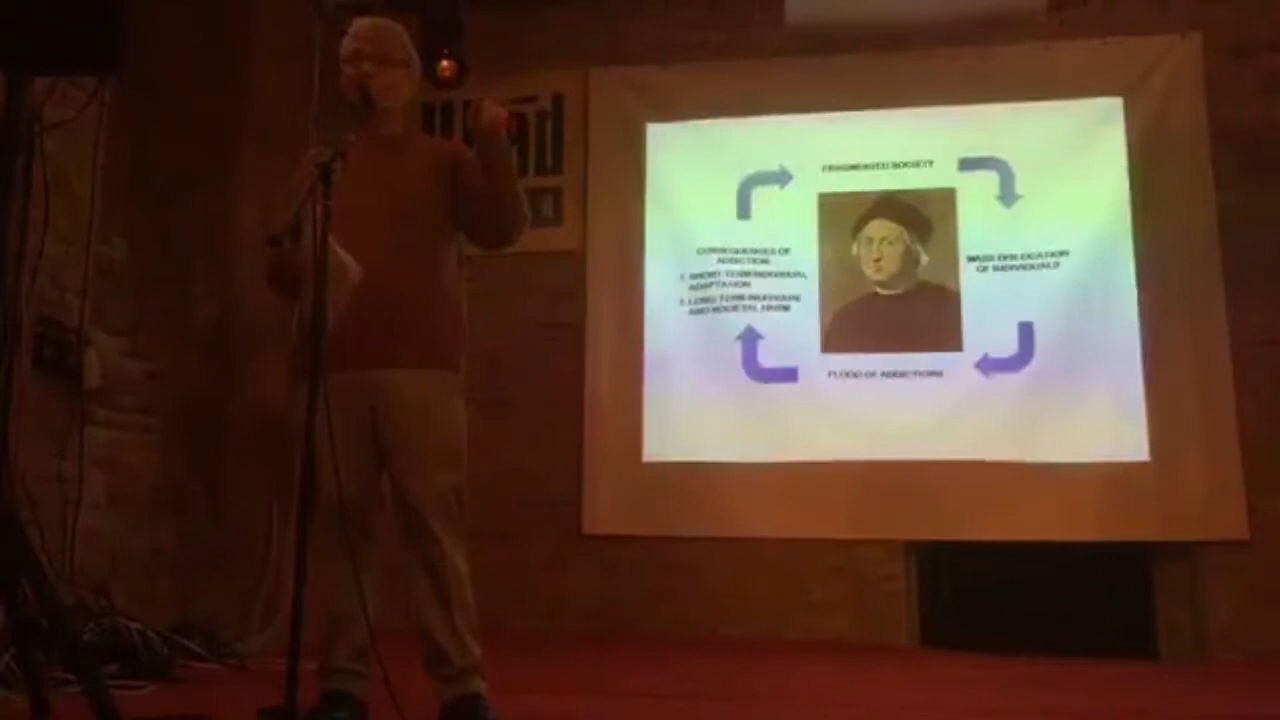 FRAGMENTED SOCIETY
MASS DISLOCATION
OF INDIVIDUALS
FLOOD OF ADDICTIONS
CONSEQUENCES OF
ADDICTION:
1. SHORT-TERM INDIVIDUAL
ADAPTATION
2. LONG-TERM INDIVIDUAL
AND SOCIETAL HARM